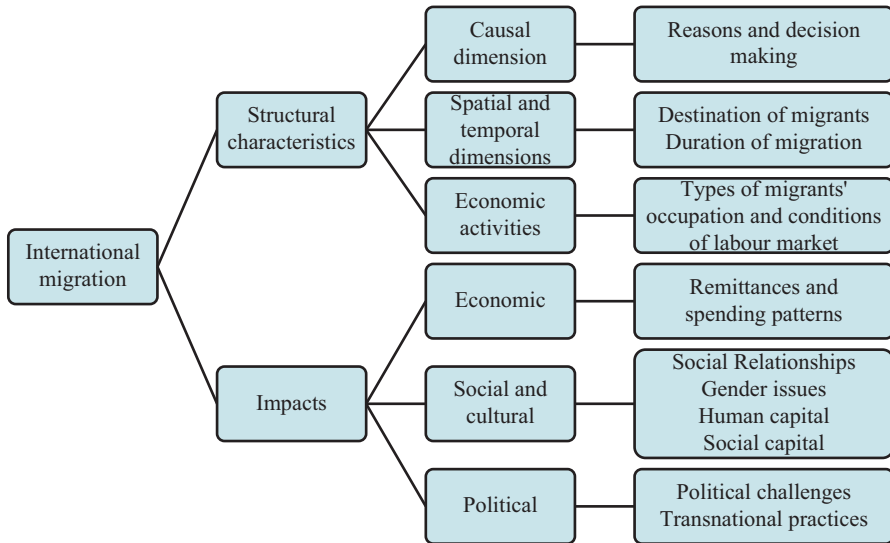 International
migration
Structural
characteristics
Causal
dimension
Reasons and decision
making
Spatial and
temporal
dimensions
Destination of migrants
Duration of migration
Economic
activities
Types of migrants'
occupation and conditions
of labour market
Impacts
Economic
Remittances and
spending patterns
Social and
cultural
Social Relationships
Gender issues
Human capital
Social capital
Political
Political challenges
Transnational practices